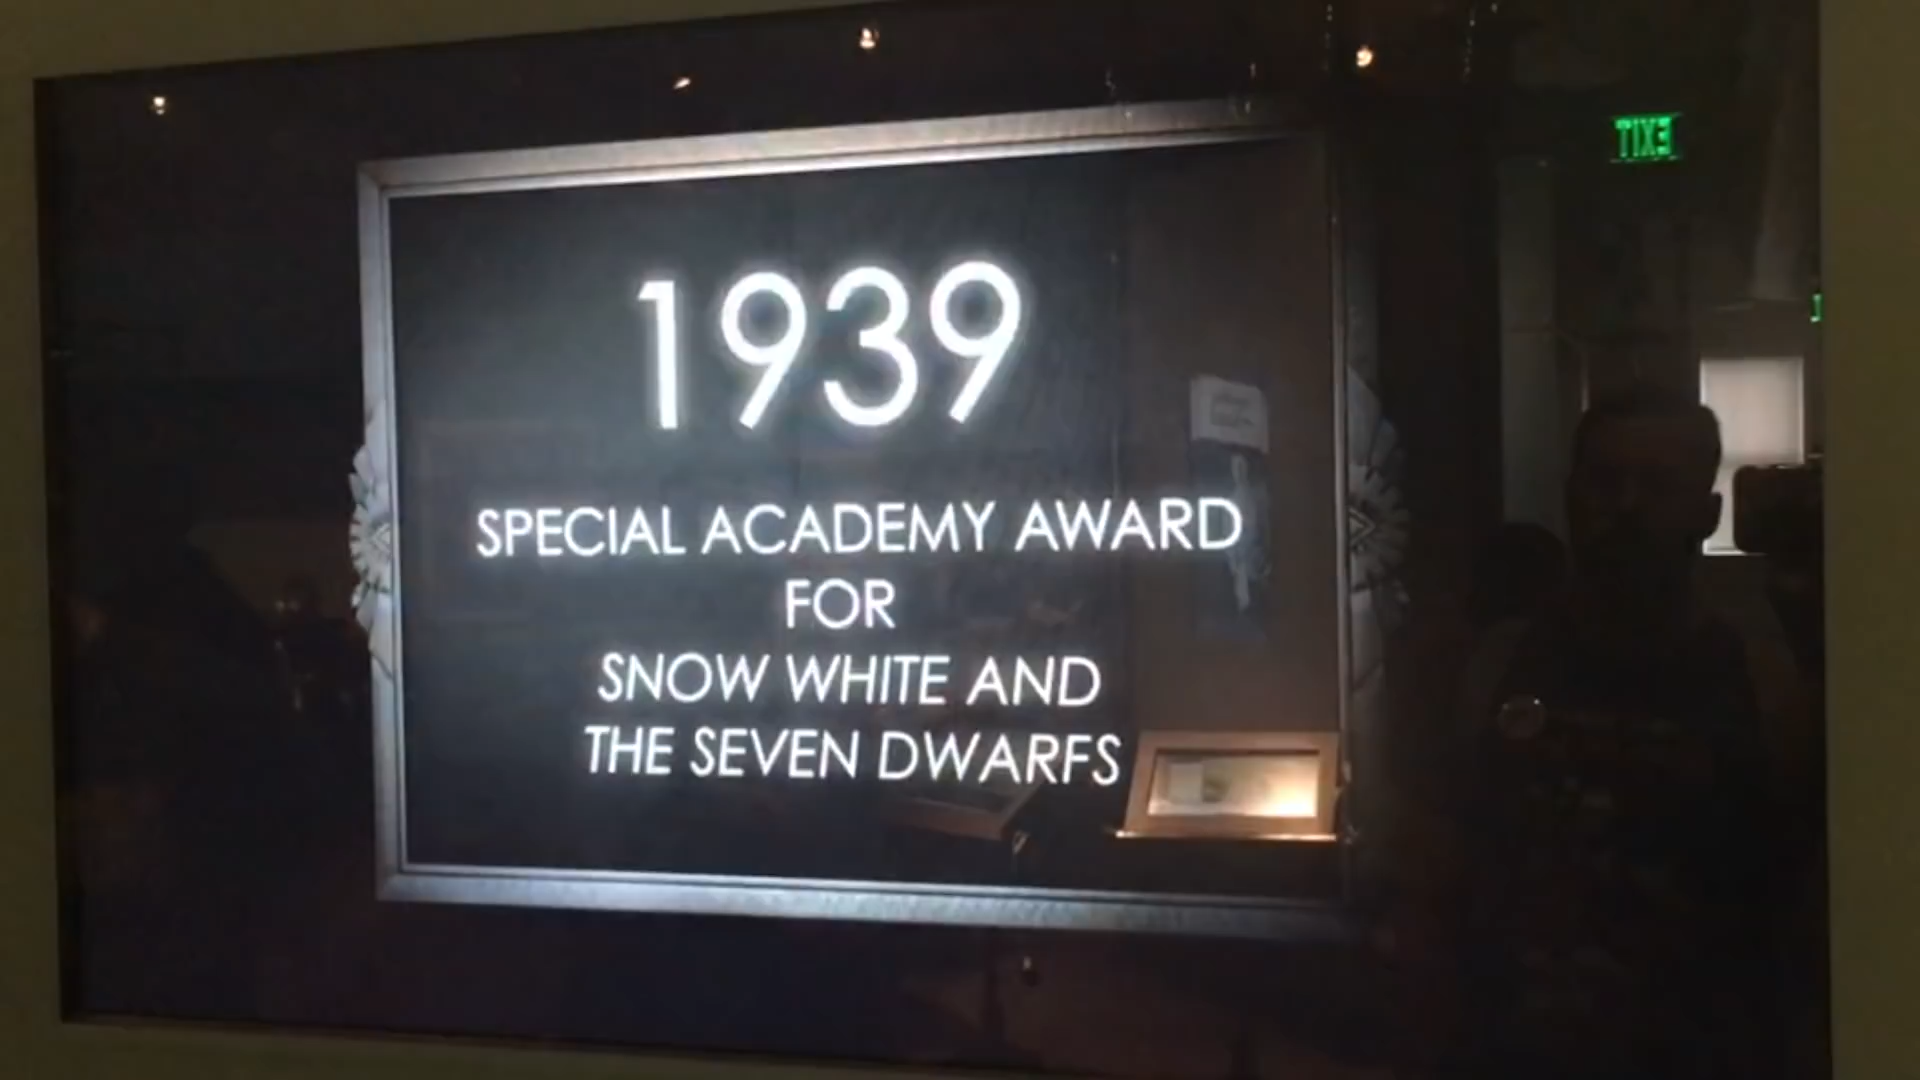 1939
SPECIAL ACADEMY AWARD
FOR
SNOW WHITE AND
THE SEVEN DWARFS
EXIT